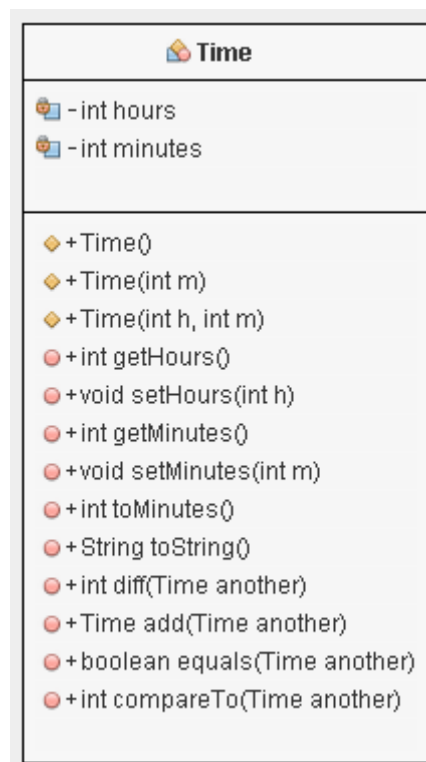 Time
-int hours
-int minutes
+Time()
+Time(int m)
+Time(int h, int m)
+int getHours()
+void setHours(int h)
+int getMinutes()
+void setMinutes(int m)
+int toMinutes()
+String toString()
+int diff(Time another)
+Time add(Time another)
+boolean equals(Time another)
+int compareTo(Time another)